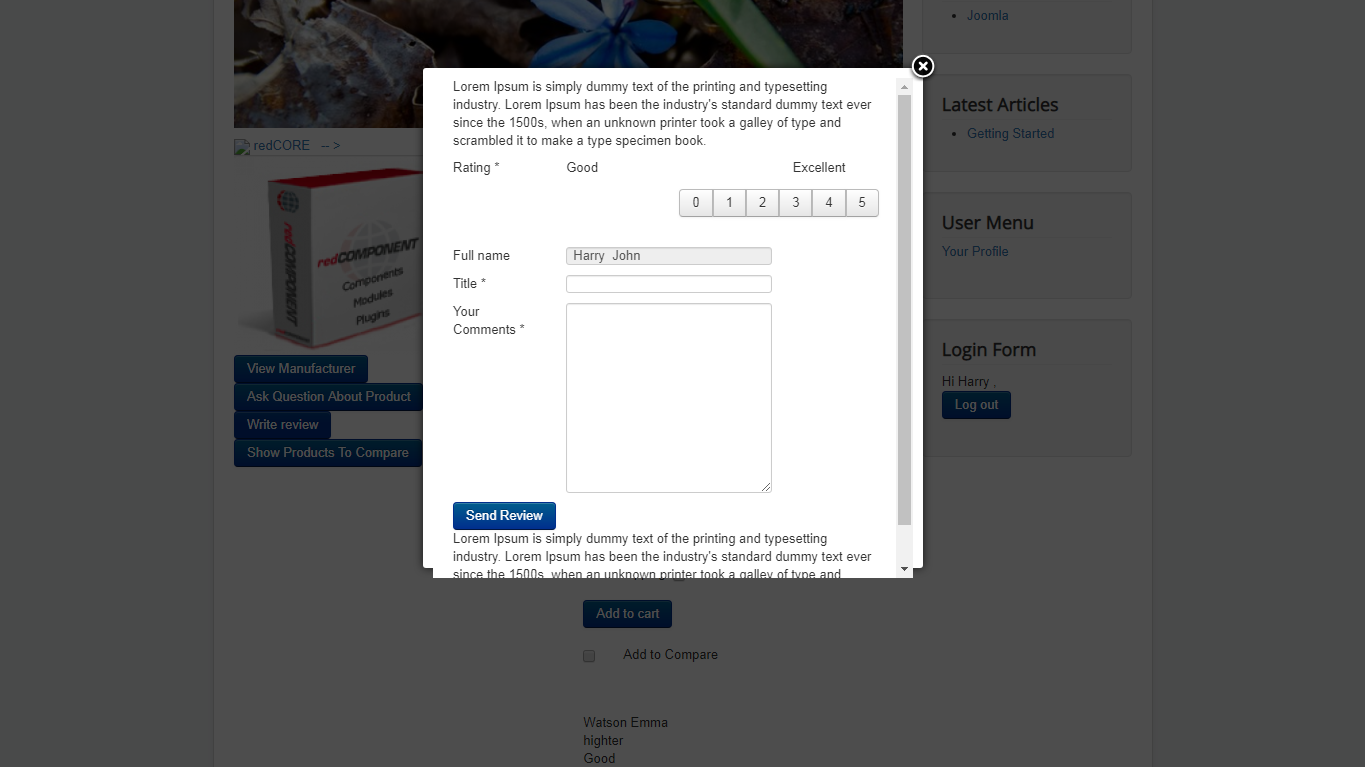 Joomla
Latest Articles
Getting Started
User Menu
Your Profile
Login Form
Hi Harry ,
Log out
redCORE -- >
redCOMPONENT
redCOMPONENT
Components
Modules
Plugins
View Manufacturer
Ask Question About Product
Write review
Show Products To Compare
Lorem Ipsum is simply dummy text of the printing and typesetting
industry. Lorem Ipsum has been the industry's standard dummy text ever
since the 1500s, when an unknown printer took a galley of type and
scrambled it to make a type specimen book.
Rating * Good Excellent
0 1 2 3 4 5
Full name Harry John
Title *
Your
Comments *
Send Review
Lorem Ipsum is simply dummy text of the printing and typesetting
industry. Lorem Ipsum has been the industry's standard dummy text ever
since the 1500s, when an unknown printer took a galley of type and
Add to cart
Add to Compare
Watson Emma
highter
Good